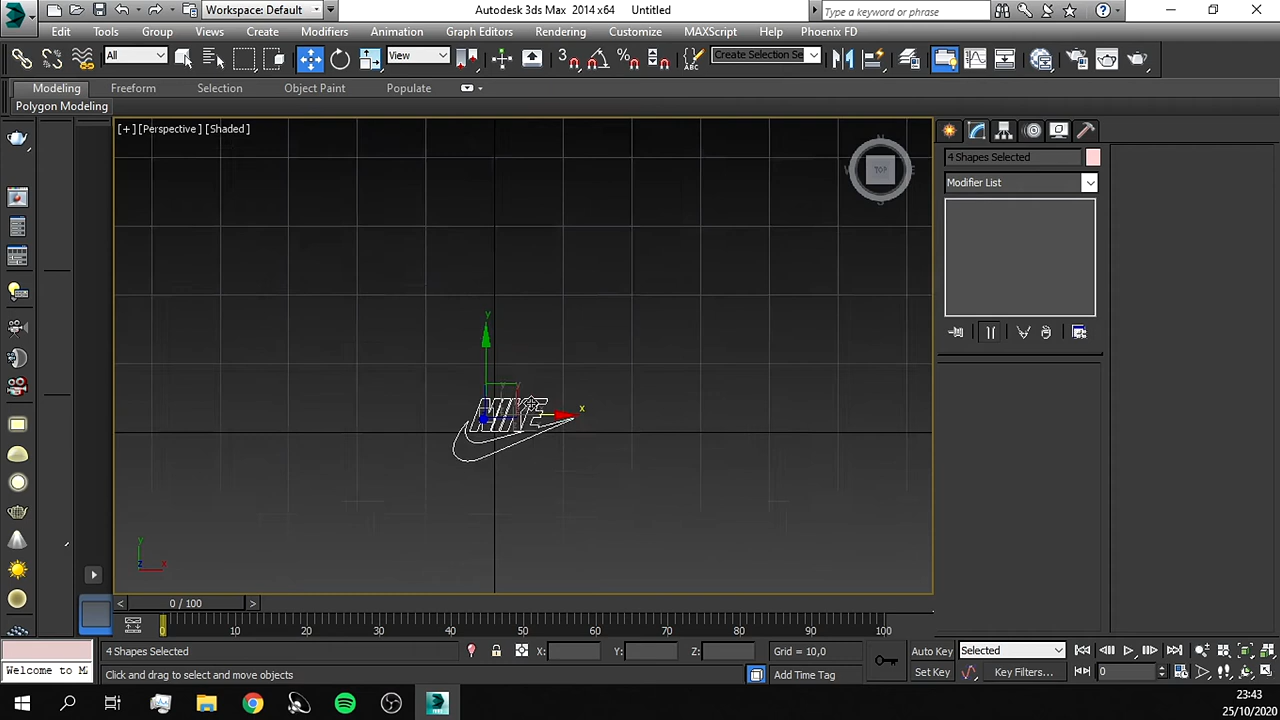 Workspace: Default
Autodesk 3ds Max 2014 x64 Untitled
Type a keyword or phrase
Edit Tools Group Views Create Modifiers Animation Graph Editors Rendering Customize MAXScript Help Phoenix FD
All
View
3
Create Selection Se
Modeling Freeform Selection Object Paint Populate
Polygon Modeling
[+] [Perspective] [Shaded]
N
TOP
E
S
4 Shapes Selected
Modifier List
y
x
NIKE
y
z
x
0 / 100
0 10 20 30 40 50 60 70 80 90 100
4 Shapes Selected
X:
Y:
Z:
Grid = 10,0
Auto Key
Selected
Welcome to M
Click and drag to select and move objects
Add Time Tag
Set Key
Key Filters...
0
23:43
25/10/2020